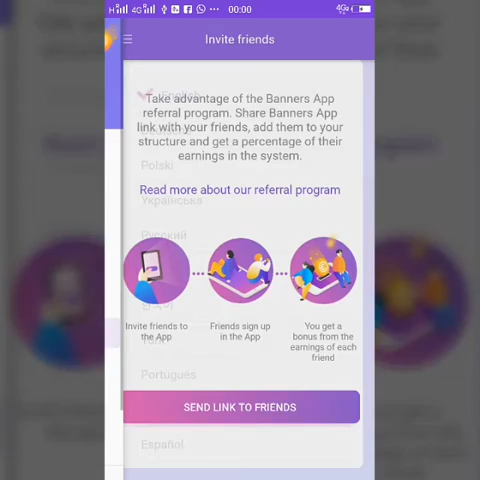 H 4G 00:00 4G
Invite friends
English
Take advantage of the Banners App
referral program. Share Banners App
link with your friends, add them to your
structure and get a percentage of their
earnings in the system.
Polski
Read more about our referral program
Українська
Русский
Invite friends to
the App
Friends sign up
in the App
You get a
bonus from the
earnings of each
friend
Português
SEND LINK TO FRIENDS
Español